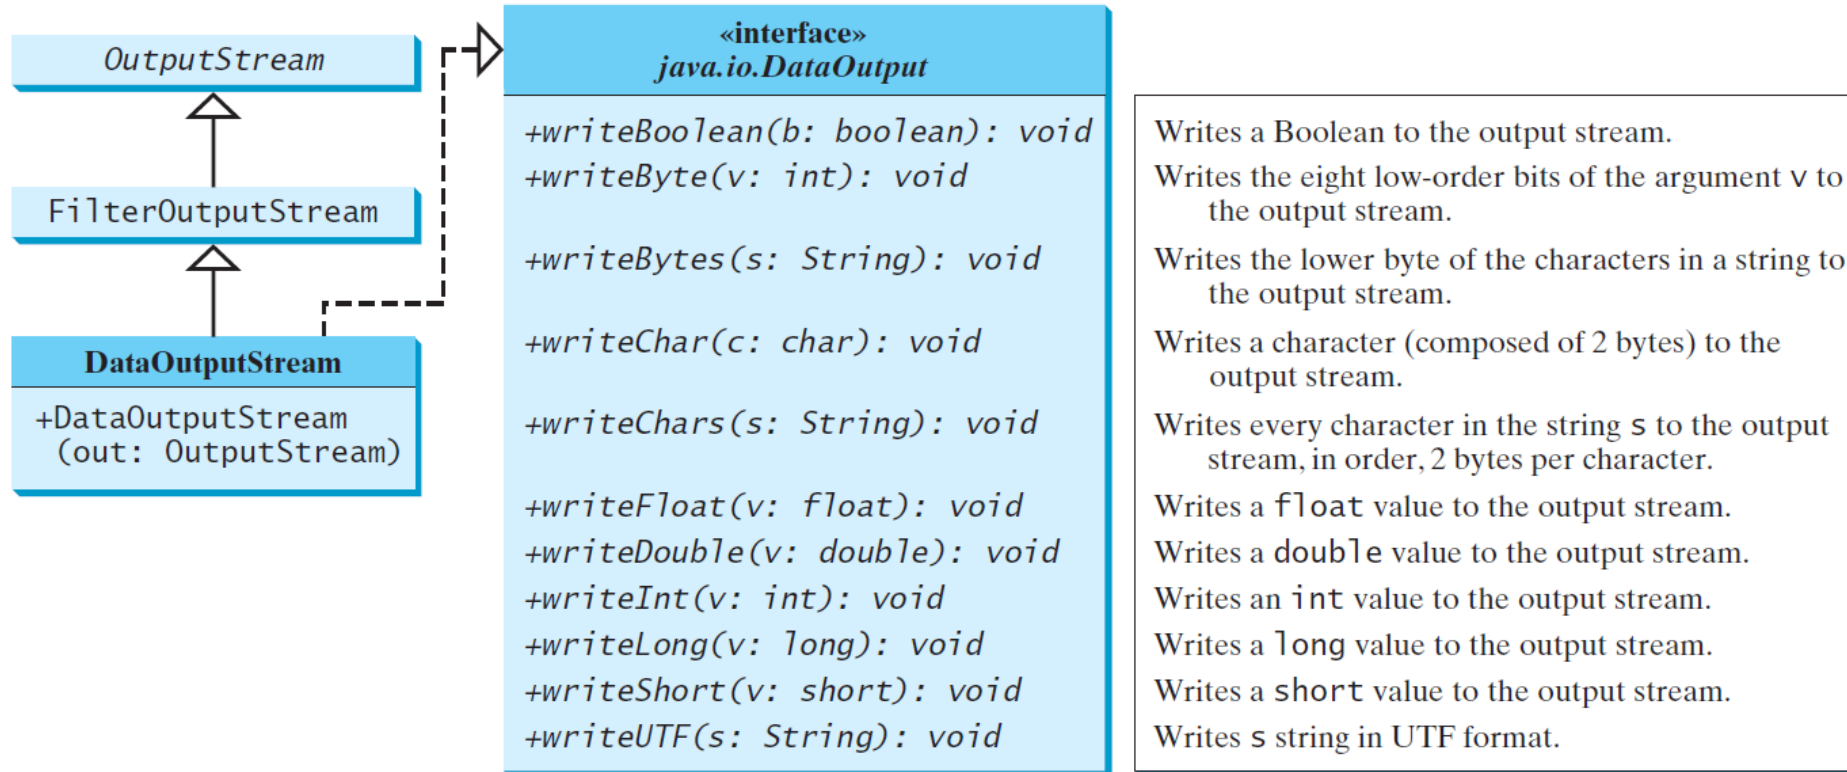 OutputStream
FilterOutputStream
DataOutputStream
+DataOutputStream
(out: OutputStream)
«interface»
java.io.DataOutput
+writeBoolean(b: boolean): void
+writeByte(v: int): void
+writeBytes(s: String): void
+writeChar(c: char): void
+writeChars(s: String): void
+writeFloat(v: float): void
+writeDouble(v: double): void
+writeInt(v: int): void
+writeLong(v: long): void
+writeShort(v: short): void
+writeUTF(s: String): void
Writes a Boolean to the output stream.
Writes the eight low-order bits of the argument v to
the output stream.
Writes the lower byte of the characters in a string to
the output stream.
Writes a character (composed of 2 bytes) to the
output stream.
Writes every character in the string s to the output
stream, in order, 2 bytes per character.
Writes a float value to the output stream.
Writes a double value to the output stream.
Writes an int value to the output stream.
Writes a long value to the output stream.
Writes a short value to the output stream.
Writes s string in UTF format.